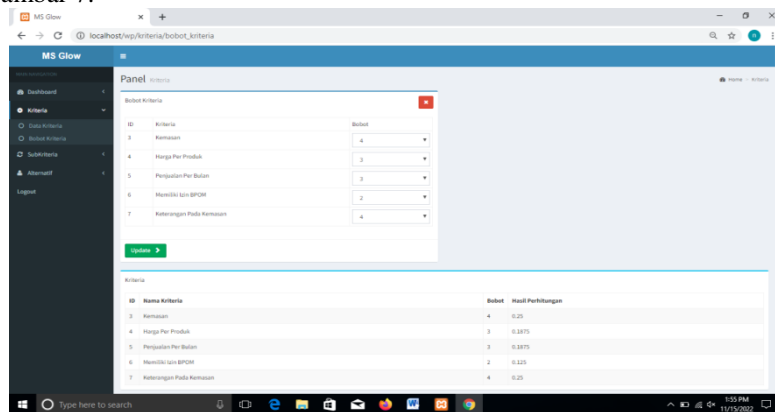 MS Glow
localhost/wp/kriteria/bobot_kriteria
MS Glow
Panel Kriteria
Home > Kriteria
MAIN NAVIGATION
Dashboard
Kriteria
Data Kriteria
Bobot Kriteria
SubKriteria
Alternatif
Logout
Bobot Kriteria
ID Kriteria Bobot
3 Kemasan 4
4 Harga Per Produk 3
5 Penjualan Per Bulan 3
6 Memiliki Izin BPOM 2
7 Keterangan Pada Kemasan 4
Update
Kriteria
ID Nama Kriteria Bobot Hasil Perhitungan
3 Kemasan 4 0.25
4 Harga Per Produk 3 0.1875
5 Penjualan Per Bulan 3 0.1875
6 Memiliki Izin BPOM 2 0.125
7 Keterangan Pada Kemasan 4 0.25
Type here to search
1:55 PM
11/15/2022